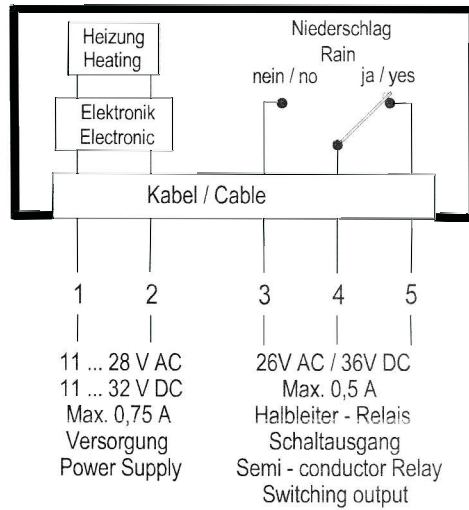 Heizung
Heating
Elektronik
Electronic
Niederschlag
Rain
nein / no
ja / yes
Kabel / Cable
1 2 3 4 5
11 ... 28 V AC
11 ... 32 V DC
Max. 0,75 A
Versorgung
Power Supply
26V AC / 36V DC
Max. 0,5 A
Halbleiter - Relais
Schaltausgang
Semi - conductor Relay
Switching output